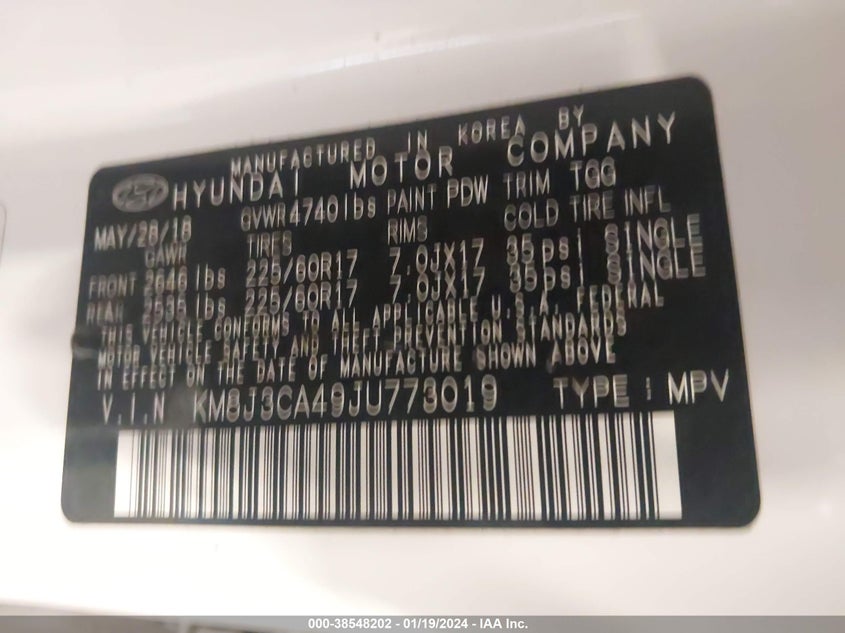 MANUFACTURED IN KOREA BY
HYUNDAI MOTOR COMPANY
MAY/28/18 GVWR 4740lbs PAINT PDW TRIM TGG
GAWR TIRES RIMS COLD TIRE INFL
FRONT 2646 lbs 225/60R17 7.0JX17 35psi SINGLE
REAR lbs 225/60R17 7.0JX17 35psi SINGLE
THIS VEHICLE CONFORMS TO ALL APPLICABLE U.S.A. FEDERAL
MOTOR VEHICLE SAFETY AND THEFT PREVENTION STANDARDS
IN EFFECT ON THE DATE OF MANUFACTURE SHOWN ABOVE
V.I.N KM8J3CA49JU773019 TYPE : MPV
000-38548202 - 01/19/2024 - IAA Inc.